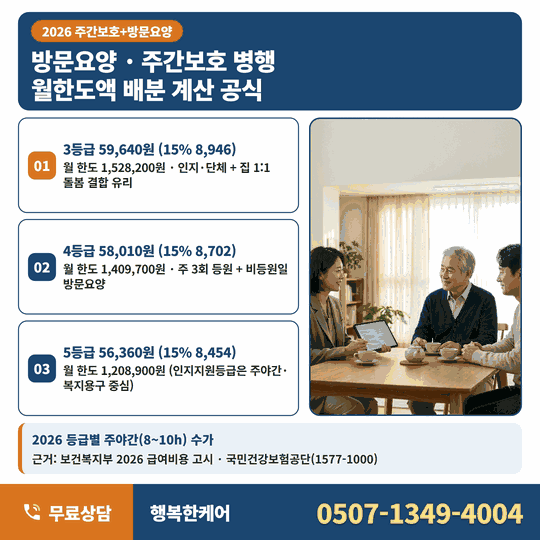 2026 주간보호+방문요양
방문요양 · 주간보호 병행
월한도액 배분 계산 공식
01
3등급 59,640원 (15% 8,946)
월 한도 1,528,200원 · 인지·단체 + 집 1:1
돌봄 결합 유리
02
4등급 58,010원 (15% 8,702)
월 한도 1,409,700원 · 주 3회 등원 + 비등원일
방문요양
03
5등급 56,360원 (15% 8,454)
월 한도 1,208,900원 (인지지원등급은 주야간·
복지용구 중심)
2026 등급별 주야간(8~10h) 수가
근거: 보건복지부 2026 급여비용 고시 · 국민건강보험공단(1577-1000)
무료상담
행복한케어
0507-1349-4004